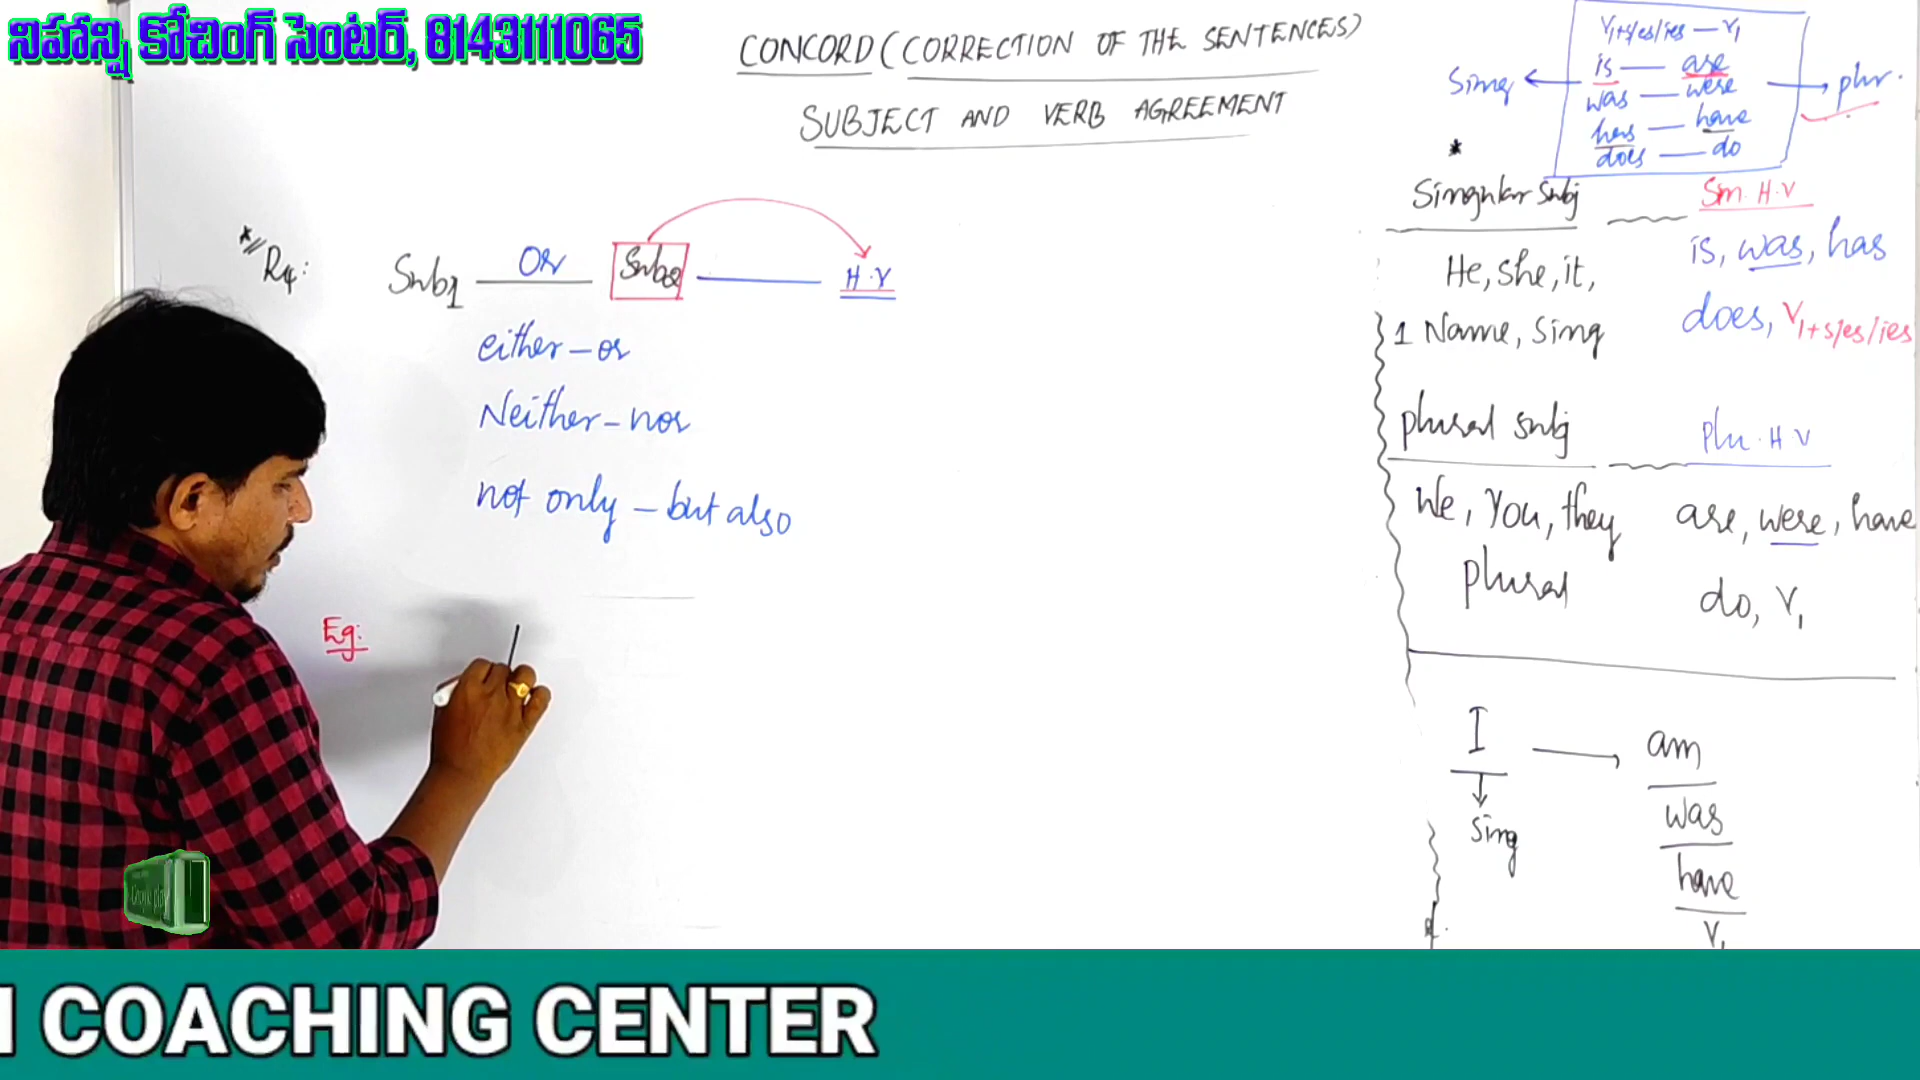 నిహాన్షి కోచింగ్ సెంటర్, 8143111065
CONCORD (CORRECTION OF THE SENTENCES)
SUBJECT AND VERB AGREEMENT
R4:
Sub1 or Sub2 H.V
either – or
Neither – nor
not only – but also
Eg:
V1+s/es/ies — V1
is — are
Sing plu.
was — were
has — have
does — do
Singular Subj Sin. H.V
He, she, it, is, was, has
1 Name, Sing does, V1+s/es/ies
plural subj plu. H V
We, You, they are, were, have
plural do, V1
I am
Sing was
have
V1
COACHING CENTER